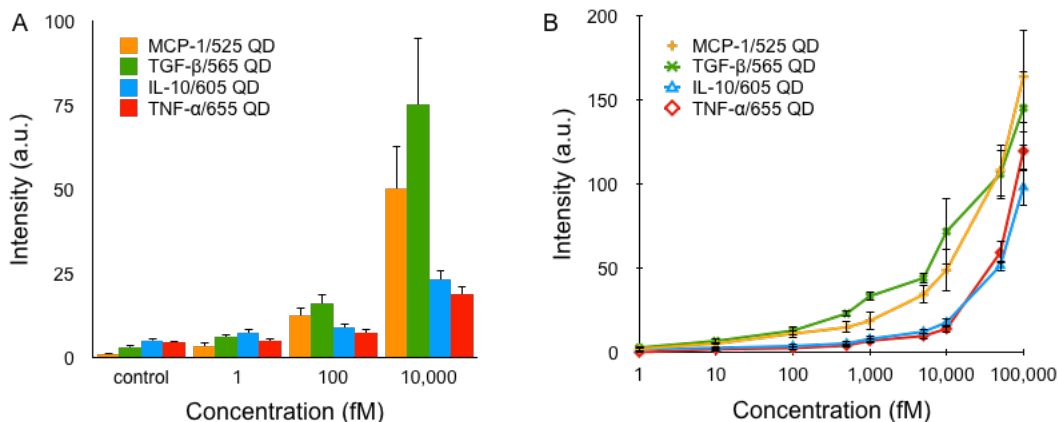 A
Intensity (a.u.)
100
75
50
25
0
MCP-1/525 QD
TGF-β/565 QD
IL-10/605 QD
TNF-α/655 QD
control 1 100 10,000
Concentration (fM)
B
Intensity (a.u.)
200
150
100
50
0
MCP-1/525 QD
TGF-β/565 QD
IL-10/605 QD
TNF-α/655 QD
1 10 100 1,000 10,000 100,000
Concentration (fM)